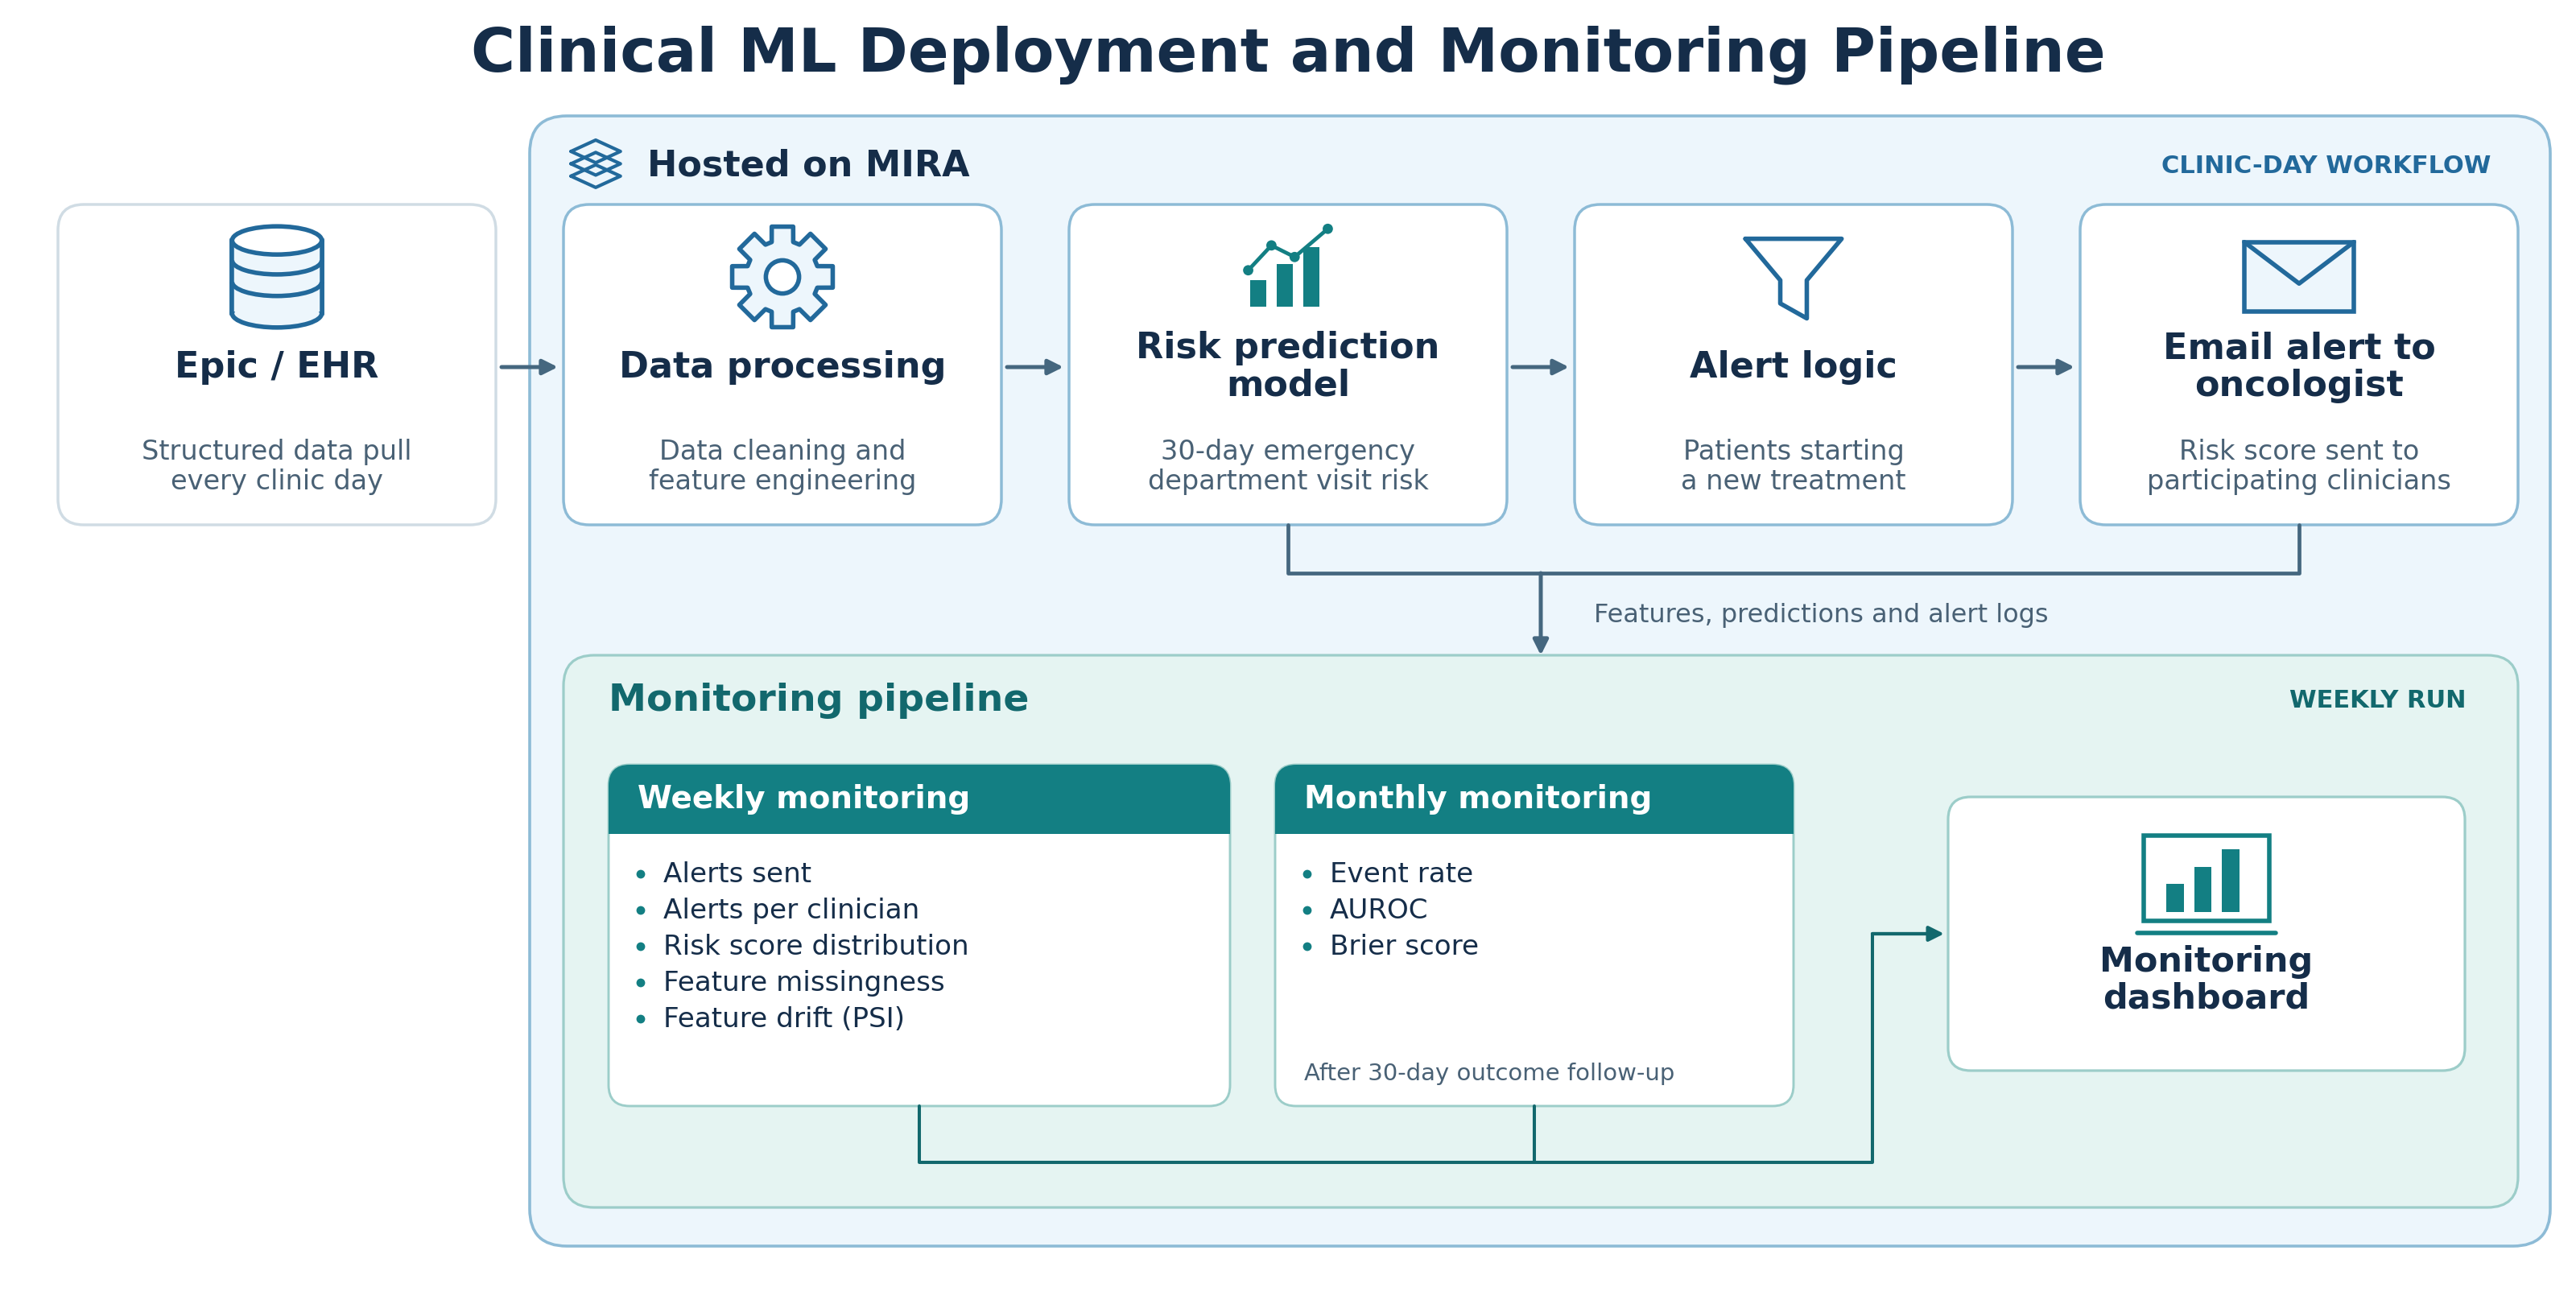 Clinical ML Deployment and Monitoring Pipeline
Hosted on MIRA
CLINIC-DAY WORKFLOW
Epic / EHR
Structured data pull
every clinic day
Data processing
Data cleaning and
feature engineering
Risk prediction
model
30-day emergency
department visit risk
Alert logic
Patients starting
a new treatment
Email alert to
oncologist
Risk score sent to
participating clinicians
Features, predictions and alert logs
Monitoring pipeline
WEEKLY RUN
Weekly monitoring
• Alerts sent
• Alerts per clinician
• Risk score distribution
• Feature missingness
• Feature drift (PSI)
Monthly monitoring
• Event rate
• AUROC
• Brier score
After 30-day outcome follow-up
Monitoring
dashboard